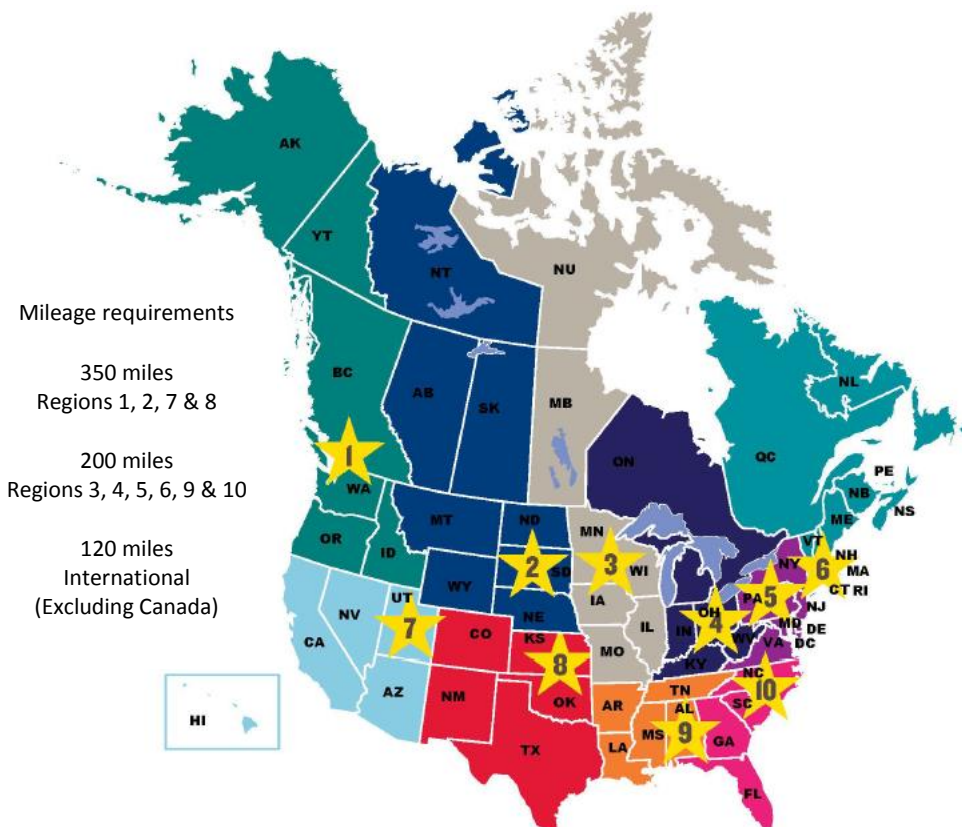 AK
YT
NT
NU
Mileage requirements
350 miles
Regions 1, 2, 7 & 8
200 miles
Regions 3, 4, 5, 6, 9 & 10
120 miles
International
(Excluding Canada)
BC
AB
SK
MB
ON
QC
NL
PE
NB
NS
ME
1
WA
OR
ID
MT
ND
MN
VT
NH
MA
CT
RI
NY
6
WY
2
SD
3
WI
IA
NE
PA
5
NJ
MD
DE
DC
CA
NV
UT
7
CO
KS
8
MO
IL
IN
OH
4
WV
VA
KY
HI
AZ
NM
OK
TX
AR
TN
NC
10
SC
LA
MS
AL
9
GA
FL